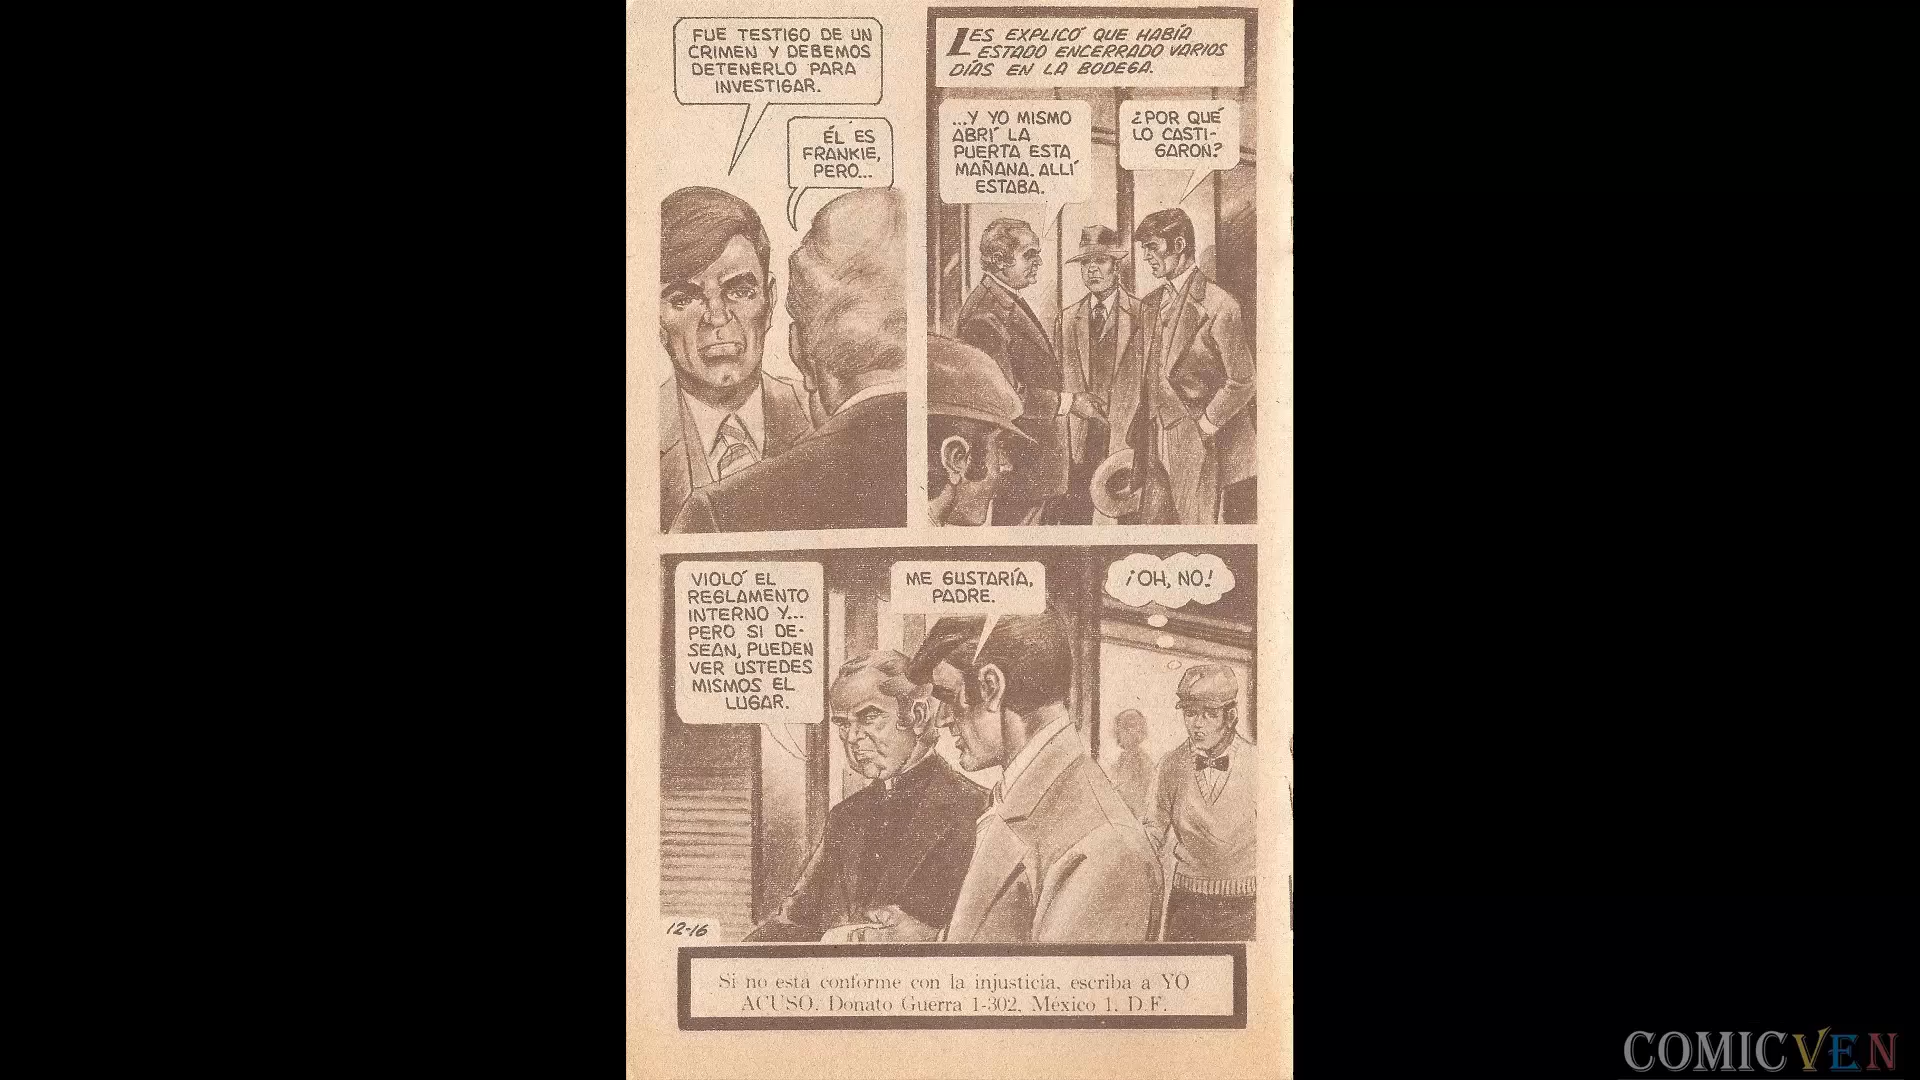 FUE TESTIGO DE UN
CRIMEN Y DEBEMOS
DETENERLO PARA
INVESTIGAR.
ÉL ES
FRANKIE,
PERO...
LES EXPLICÓ QUE HABÍA
ESTADO ENCERRADO VARIOS
DÍAS EN LA BODEGA.
...Y YO MISMO
ABRÍ LA
PUERTA ESTA
MAÑANA. ALLÍ
ESTABA.
¿POR QUÉ
LO CASTI-
GARON?
VIOLÓ EL
REGLAMENTO
INTERNO Y...
PERO SI DE-
SEAN, PUEDEN
VER USTEDES
MISMOS EL
LUGAR.
ME GUSTARÍA,
PADRE.
¡OH, NO!
12-16
Si no está conforme con la injusticia, escriba a YO
ACUSO. Donato Guerra 1-302, México 1, D.F.
COMICVEN